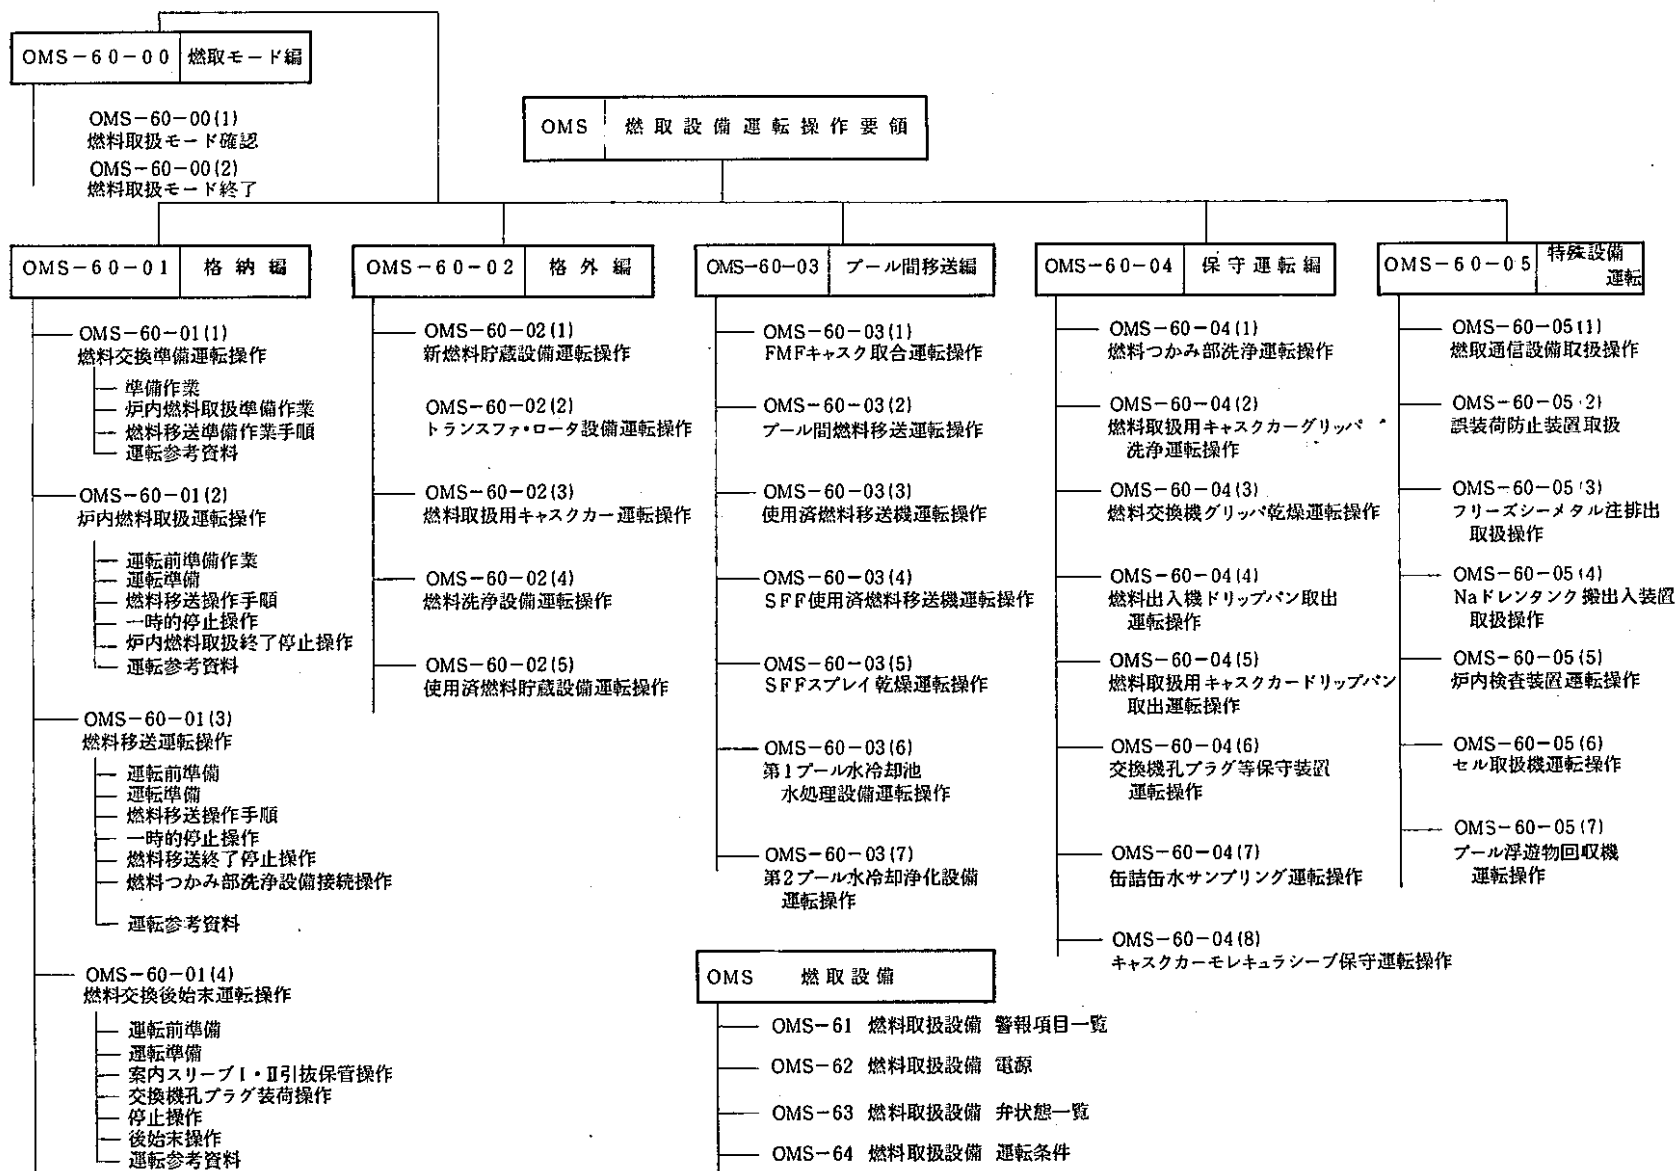 OMS-60-00 燃取モード編
OMS-60-00(1)
燃料取扱モード確認
OMS-60-00(2)
燃料取扱モード終了
OMS 燃取設備運転操作要領
OMS-60-01 格納編
OMS-60-01(1)
燃料交換準備運転操作
準備作業
炉内燃料取扱準備作業
燃料移送準備作業手順
運転参考資料
OMS-60-01(2)
炉内燃料取扱運転操作
運転前準備作業
運転準備
燃料移送操作手順
一時的停止操作
炉内燃料取扱終了停止操作
運転参考資料
OMS-60-01(3)
燃料移送運転操作
運転前準備
運転準備
燃料移送操作手順
一時的停止操作
燃料移送終了停止操作
燃料つかみ部洗浄設備接続操作
運転参考資料
OMS-60-01(4)
燃料交換後始末運転操作
運転前準備
運転準備
案内スリーブⅠ・Ⅱ引抜保管操作
交換機孔プラグ装荷操作
停止操作
後始末操作
運転参考資料
OMS-60-02 格外編
OMS-60-02(1)
新燃料貯蔵設備運転操作
OMS-60-02(2)
トランスファ・ロータ設備運転操作
OMS-60-02(3)
燃料取扱用キャスクカー運転操作
OMS-60-02(4)
燃料洗浄設備運転操作
OMS-60-02(5)
使用済燃料貯蔵設備運転操作
OMS-60-03 プール間移送編
OMS-60-03(1)
FMFキャスク取合運転操作
OMS-60-03(2)
プール間燃料移送運転操作
OMS-60-03(3)
使用済燃料移送機運転操作
OMS-60-03(4)
SFF使用済燃料移送機運転操作
OMS-60-03(5)
SFFスプレイ乾燥運転操作
OMS-60-03(6)
第1プール水冷却池
水処理設備運転操作
OMS-60-03(7)
第2プール水冷却浄化設備
運転操作
OMS-60-04 保守運転編
OMS-60-04(1)
燃料つかみ部洗浄運転操作
OMS-60-04(2)
燃料取扱用キャスクカーグリッパ
洗浄運転操作
OMS-60-04(3)
燃料交換機グリッパ乾燥運転操作
OMS-60-04(4)
燃料出入機ドリップパン取出
運転操作
OMS-60-04(5)
燃料取扱用キャスクカードリップパン
取出運転操作
OMS-60-04(6)
交換機孔プラグ等保守装置
運転操作
OMS-60-04(7)
缶詰缶水サンプリング運転操作
OMS-60-04(8)
キャスクカーモレキュラシーブ保守運転操作
OMS-60-05 特殊設備
運転
OMS-60-05(1)
燃取通信設備取扱操作
OMS-60-05(2)
誤装荷防止装置取扱
OMS-60-05(3)
フリーズシーメタル注排出
取扱操作
OMS-60-05(4)
Naドレンタンク搬出入装置
取扱操作
OMS-60-05(5)
炉内検査装置運転操作
OMS-60-05(6)
セル取扱機運転操作
OMS-60-05(7)
プール浮遊物回収機
運転操作
OMS 燃取設備
OMS-61 燃料取扱設備 警報項目一覧
OMS-62 燃料取扱設備 電源
OMS-63 燃料取扱設備 弁状態一覧
OMS-64 燃料取扱設備 運転条件